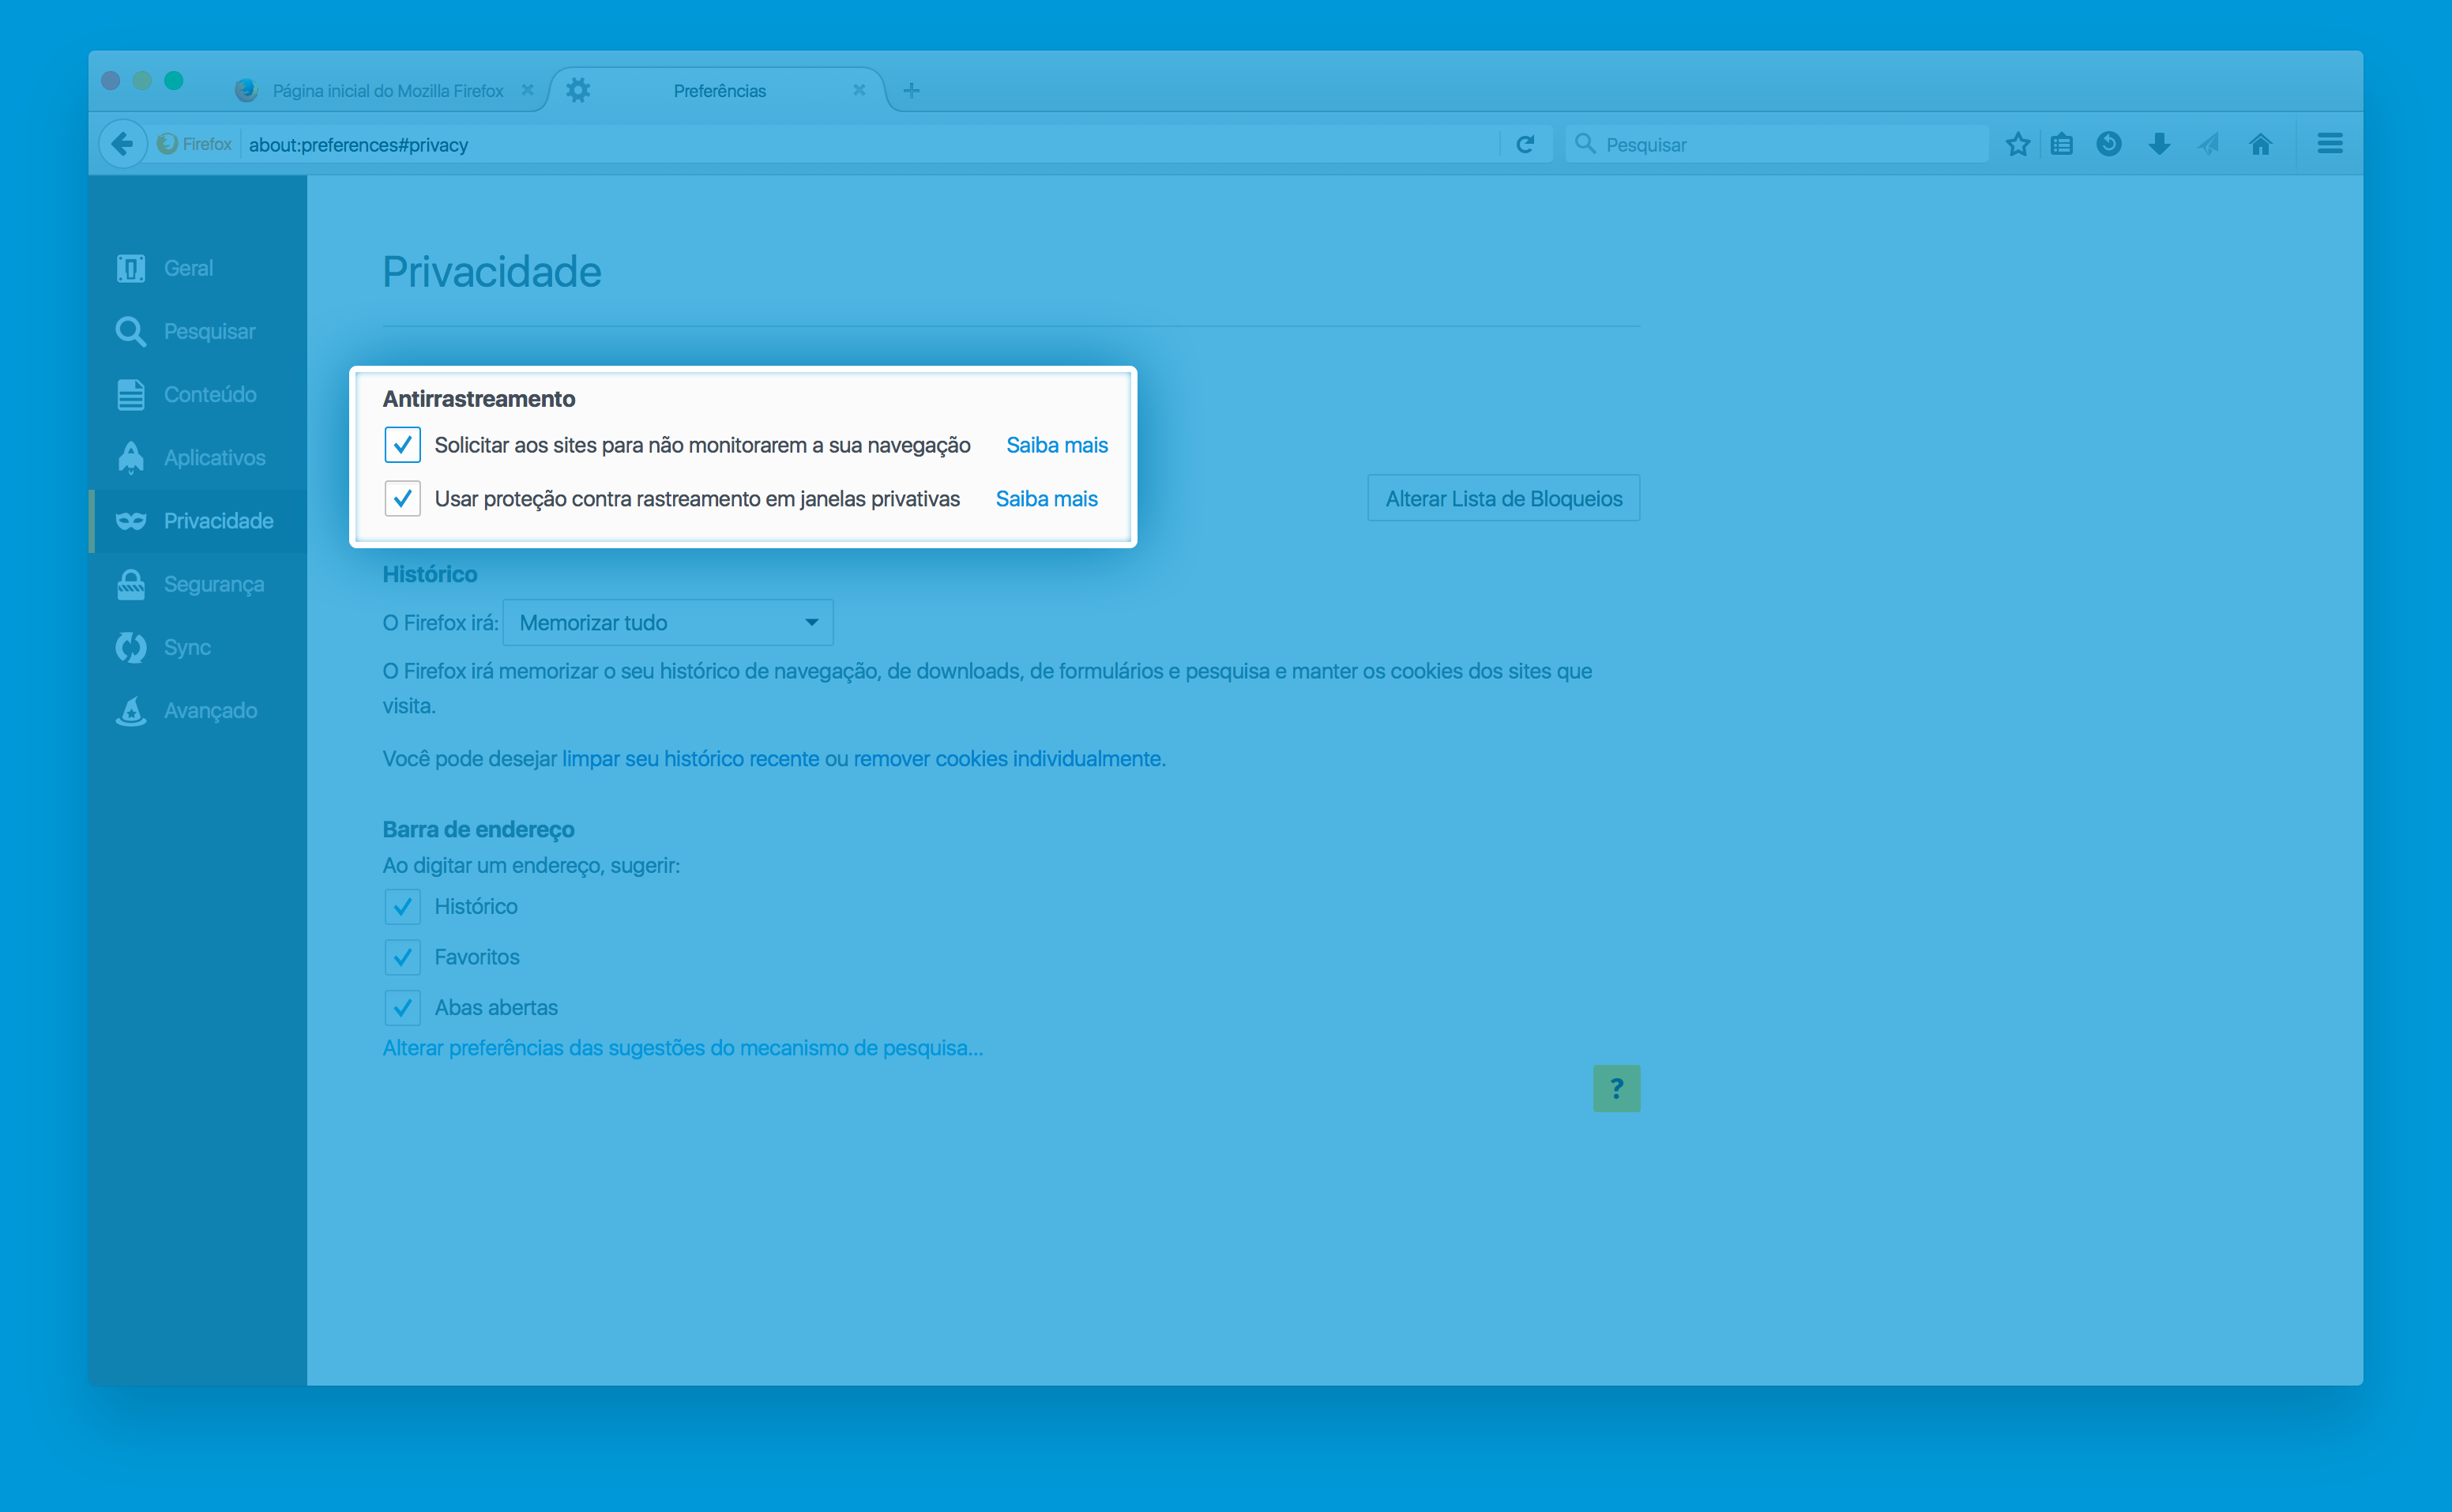 Página inicial do Mozilla Firefox
Preferências
Firefox
about:preferences#privacy
Pesquisar
Geral
Pesquisar
Conteúdo
Aplicativos
Privacidade
Segurança
Sync
Avançado
Privacidade
Antirrastreamento
Solicitar aos sites para não monitorarem a sua navegação Saiba mais
Usar proteção contra rastreamento em janelas privativas Saiba mais
Alterar Lista de Bloqueios
Histórico
O Firefox irá: Memorizar tudo
O Firefox irá memorizar o seu histórico de navegação, de downloads, de formulários e pesquisa e manter os cookies dos sites que
visita.
Você pode desejar limpar seu histórico recente ou remover cookies individualmente.
Barra de endereço
Ao digitar um endereço, sugerir:
Histórico
Favoritos
Abas abertas
Alterar preferências das sugestões do mecanismo de pesquisa...
?